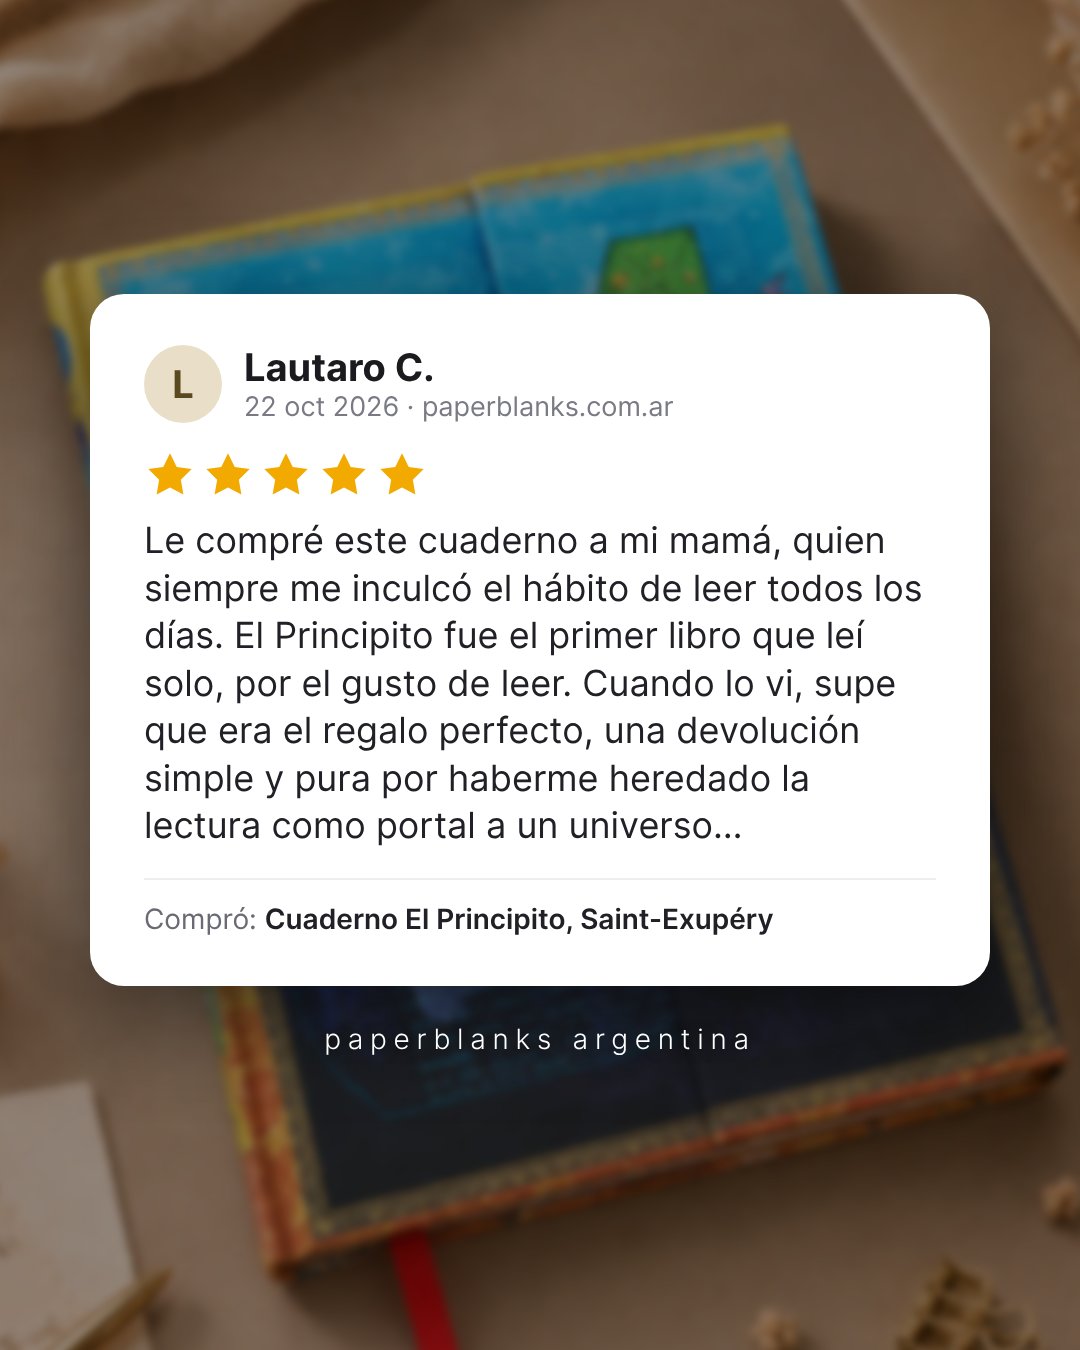 L
Lautaro C.
22 oct 2026 · paperblanks.com.ar
Le compré este cuaderno a mi mamá, quien
siempre me inculcó el hábito de leer todos los
días. El Principito fue el primer libro que leí
solo, por el gusto de leer. Cuando lo vi, supe
que era el regalo perfecto, una devolución
simple y pura por haberme heredado la
lectura como portal a un universo...
Compró: Cuaderno El Principito, Saint-Exupéry
paperblanks argentina